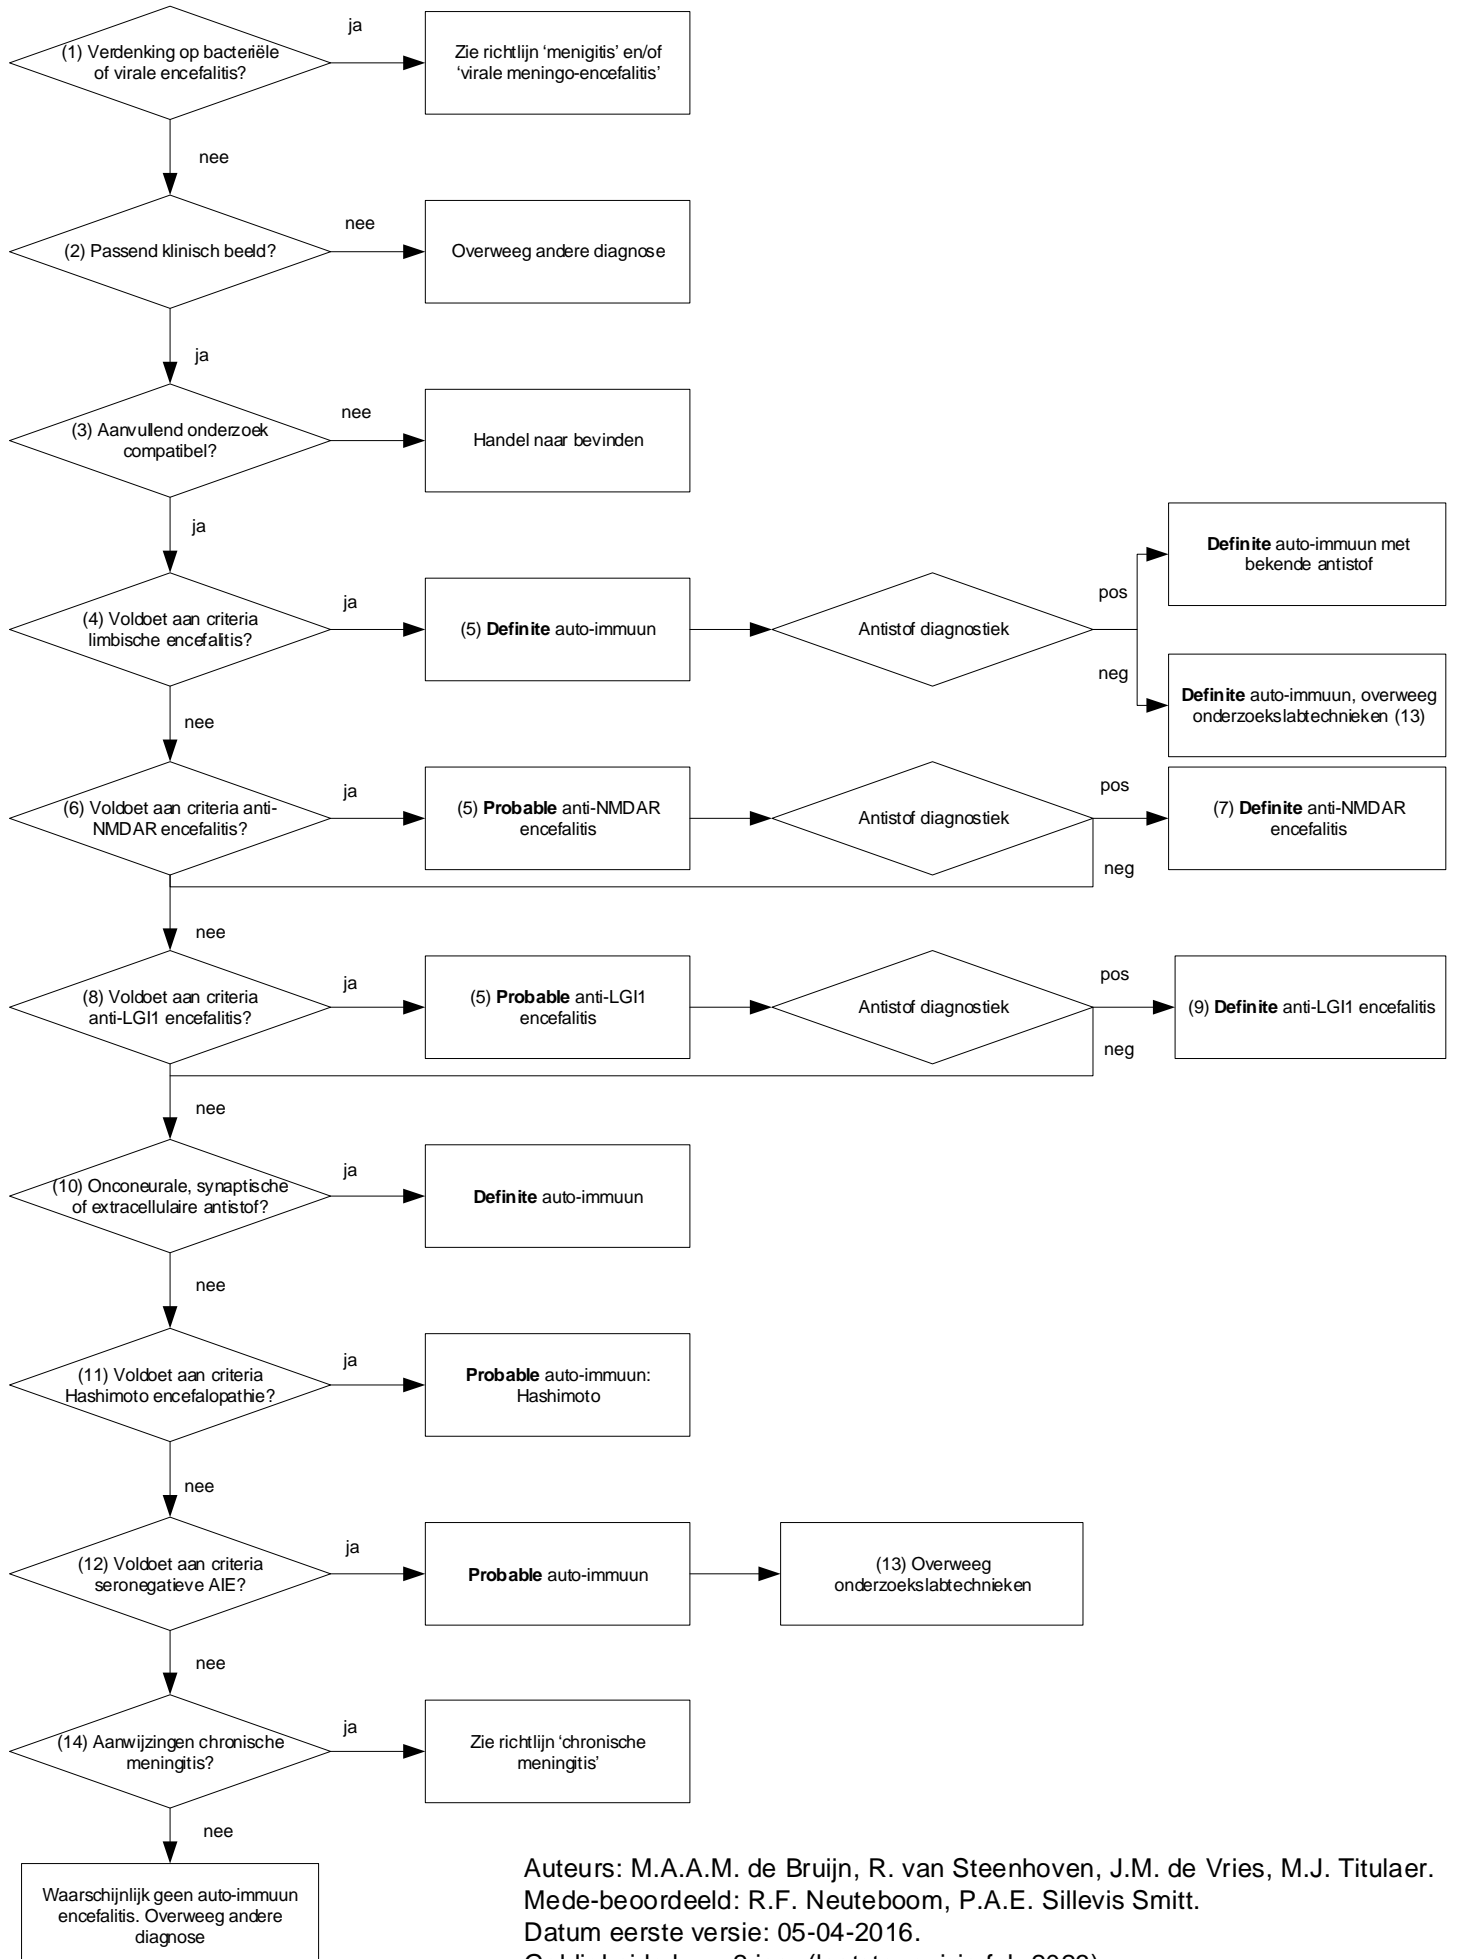 (1) Verdenking op bacteriële
of virale encefalitis?
ja
Zie richtlijn ‘menigitis’ en/of
‘virale meningo-encefalitis’
nee
(2) Passend klinisch beeld?
nee
Overweeg andere diagnose
ja
(3) Aanvullend onderzoek
compatibel?
nee
Handel naar bevinden
ja
(4) Voldoet aan criteria
limbische encefalitis?
ja
(5) Definite auto-immuun
Antistof diagnostiek
pos
Definite auto-immuun met
bekende antistof
neg
Definite auto-immuun, overweeg
onderzoekslabtechnieken (13)
nee
(6) Voldoet aan criteria anti-
NMDAR encefalitis?
ja
(5) Probable anti-NMDAR
encefalitis
Antistof diagnostiek
pos
(7) Definite anti-NMDAR
encefalitis
neg
nee
(8) Voldoet aan criteria
anti-LGI1 encefalitis?
ja
(5) Probable anti-LGI1
encefalitis
Antistof diagnostiek
pos
(9) Definite anti-LGI1 encefalitis
neg
nee
(10) Onconeurale, synaptische
of extracellulaire antistof?
ja
Definite auto-immuun
nee
(11) Voldoet aan criteria
Hashimoto encefalopathie?
ja
Probable auto-immuun:
Hashimoto
nee
(12) Voldoet aan criteria
seronegatieve AIE?
ja
Probable auto-immuun
(13) Overweeg
onderzoekslabtechnieken
nee
(14) Aanwijzingen chronische
meningitis?
ja
Zie richtlijn ‘chronische
meningitis’
nee
Waarschijnlijk geen auto-immuun
encefalitis. Overweeg andere
diagnose
Auteurs: M.A.A.M. de Bruijn, R. van Steenhoven, J.M. de Vries, M.J. Titulaer.
Mede-beoordeeld: R.F. Neuteboom, P.A.E. Sillevis Smitt.
Datum eerste versie: 05-04-2016.